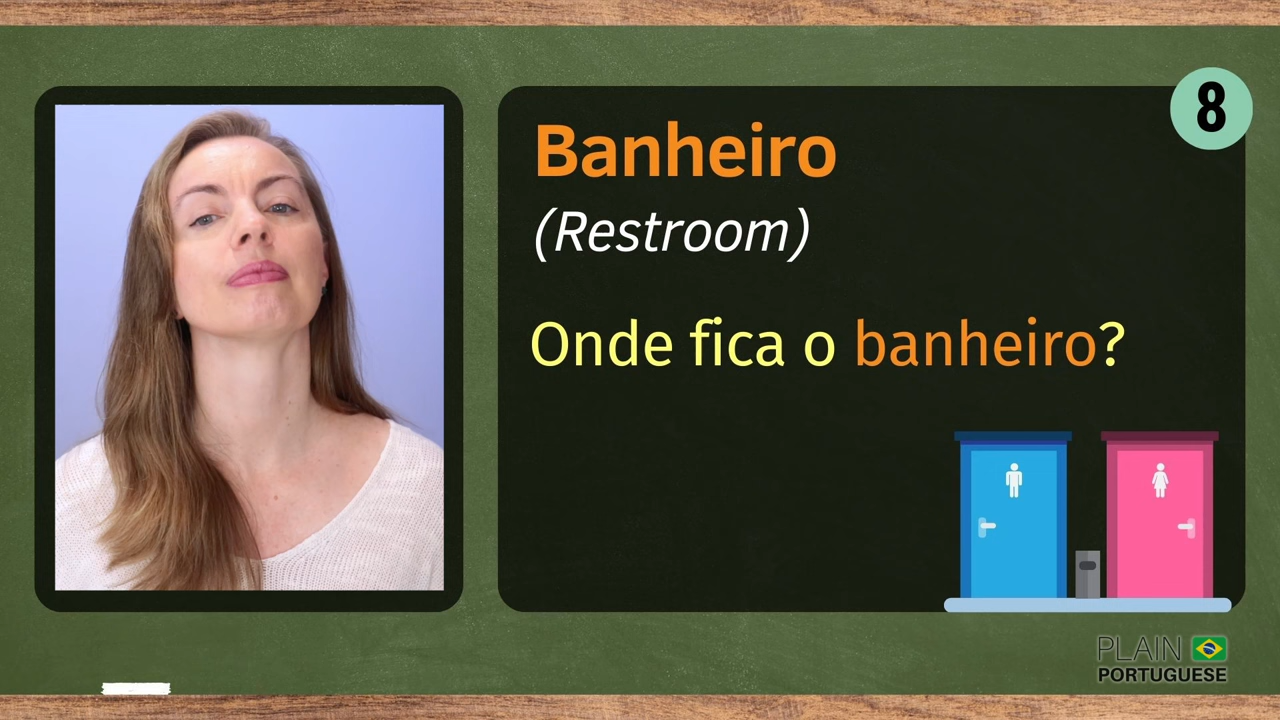 8
Banheiro
(Restroom)
Onde fica o banheiro?
PLAIN
PORTUGUESE